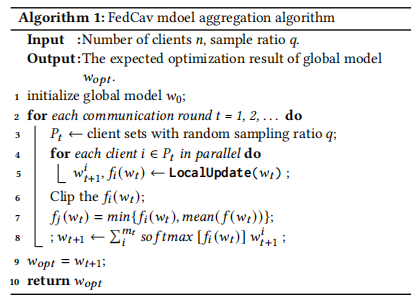 Algorithm 1: FedCav mdoel aggregation algorithm
Input :Number of clients n, sample ratio q.
Output:The expected optimization result of global model
w_opt.
1 initialize global model w_0;
2 for each communication round t = 1, 2, . . . do
3 P_t ← client sets with random sampling ratio q;
4 for each client i ∈ P_t in parallel do
5 w^i_{t+1}, f_i(w_t) ← LocalUpdate(w_t) ;
6 Clip the f_i(w_t);
7 f_j(w_t) = min{f_i(w_t), mean(f(w_t))};
8 ; w_{t+1} ← ∑_i^{m_t} softmax [f_i(w_t)] w^i_{t+1} ;
9 w_opt = w_{t+1};
10 return w_opt